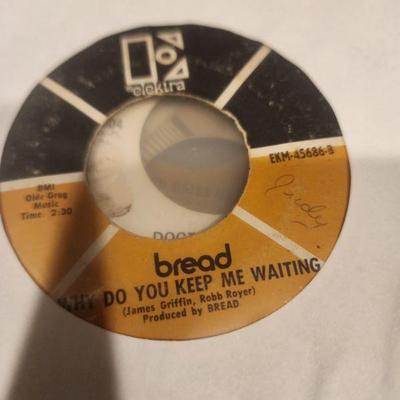 elektra
EKM-45686-B
BMI
Olde Grog
Music
Time: 2:30
Judy
bread
WHY DO YOU KEEP ME WAITING
(James Griffin, Robb Royer)
Produced by BREAD